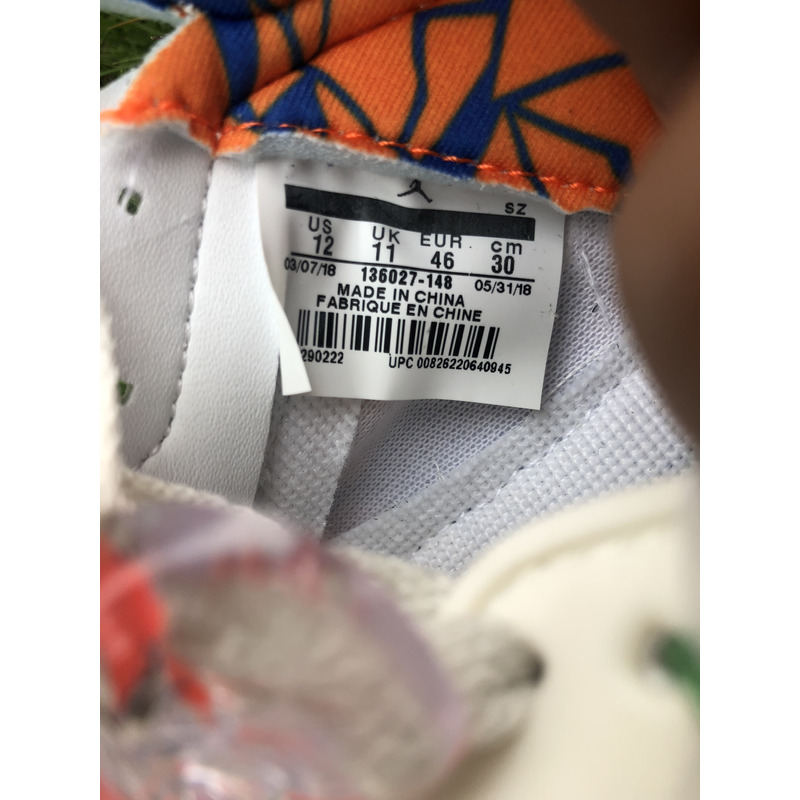 SZ
US UK EUR cm
12 11 46 30
03/07/18 136027-148 05/31/18
MADE IN CHINA
FABRIQUE EN CHINE
290222 UPC 00826220640945